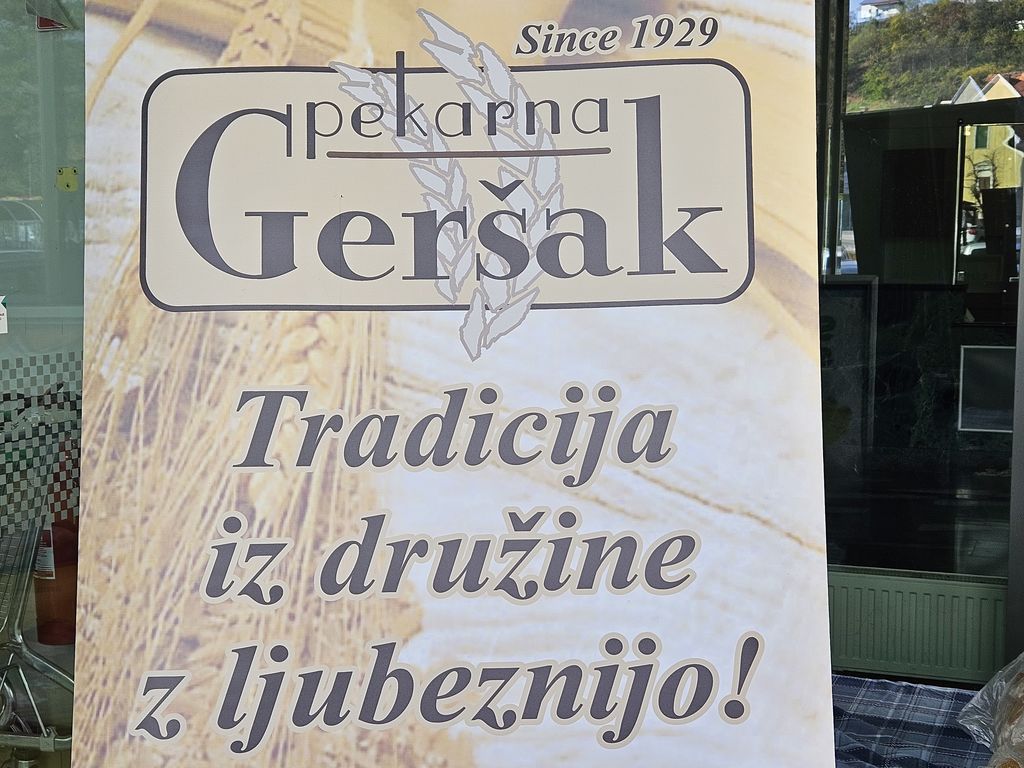 Since 1929
pekarna
Geršak
Tradicija
iz družine
z ljubeznijo!